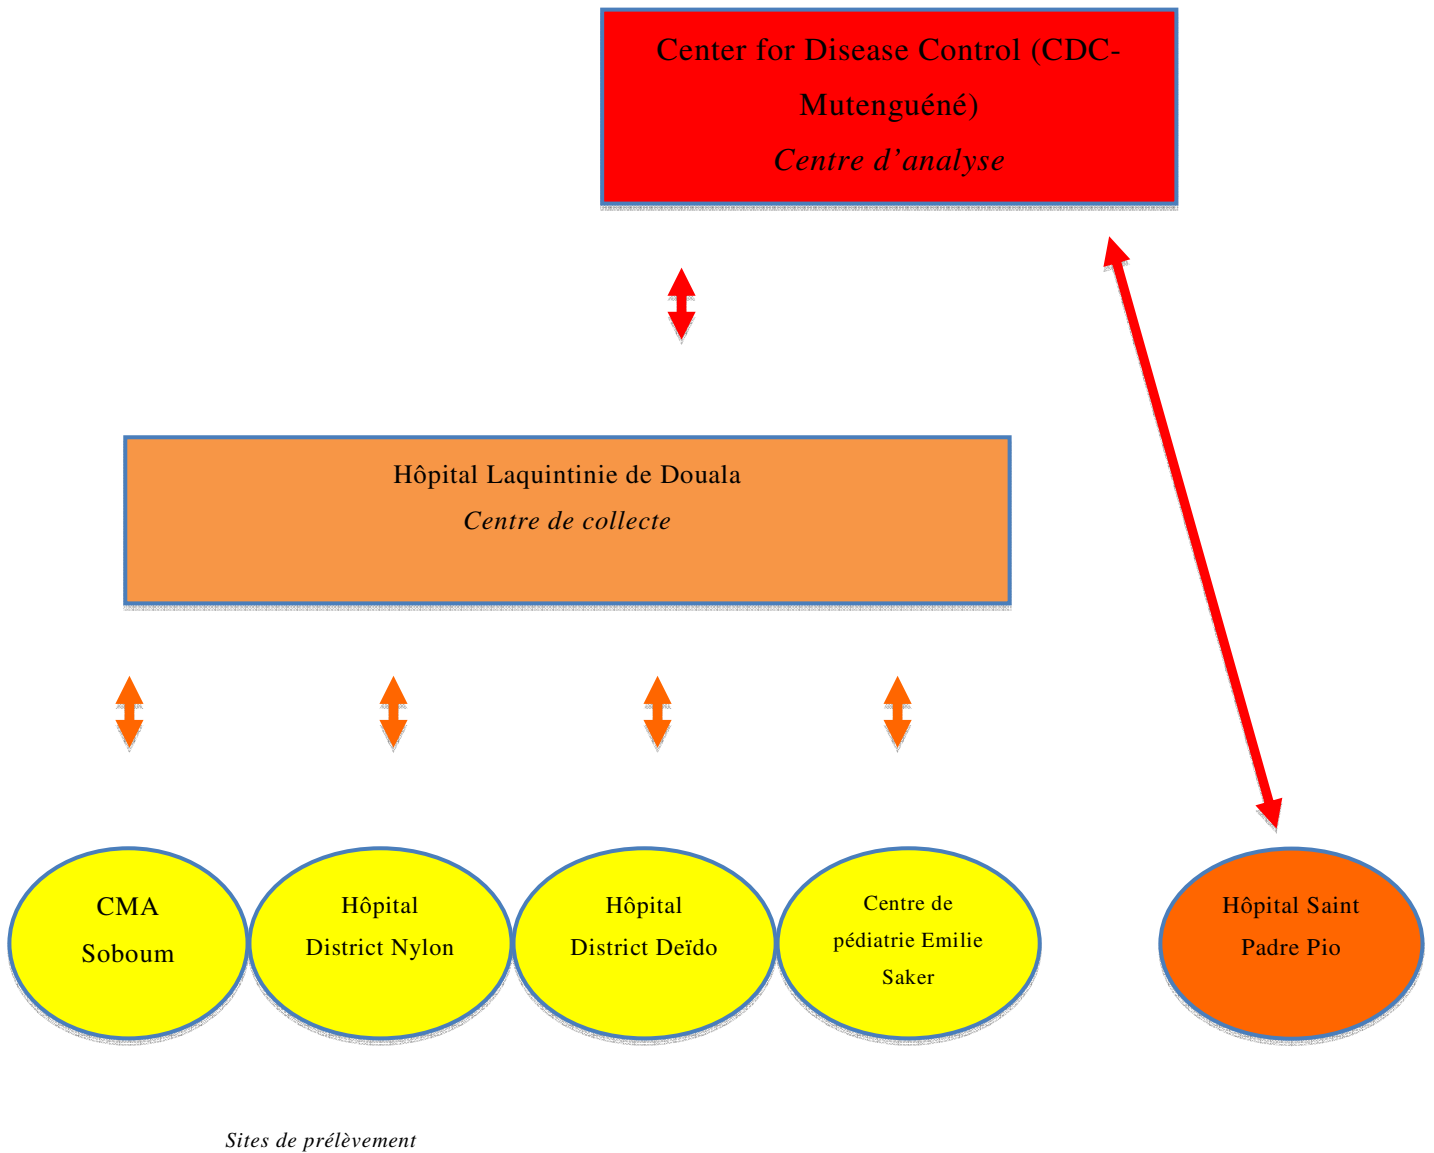 Center for Disease Control (CDC-
Mutenguéné)
Centre d’analyse
Hôpital Laquintinie de Douala
Centre de collecte
CMA
Soboum
Hôpital
District Nylon
Hôpital
District Deïdo
Centre de
pédiatrie Emilie
Saker
Hôpital Saint
Padre Pio
Sites de prélèvement